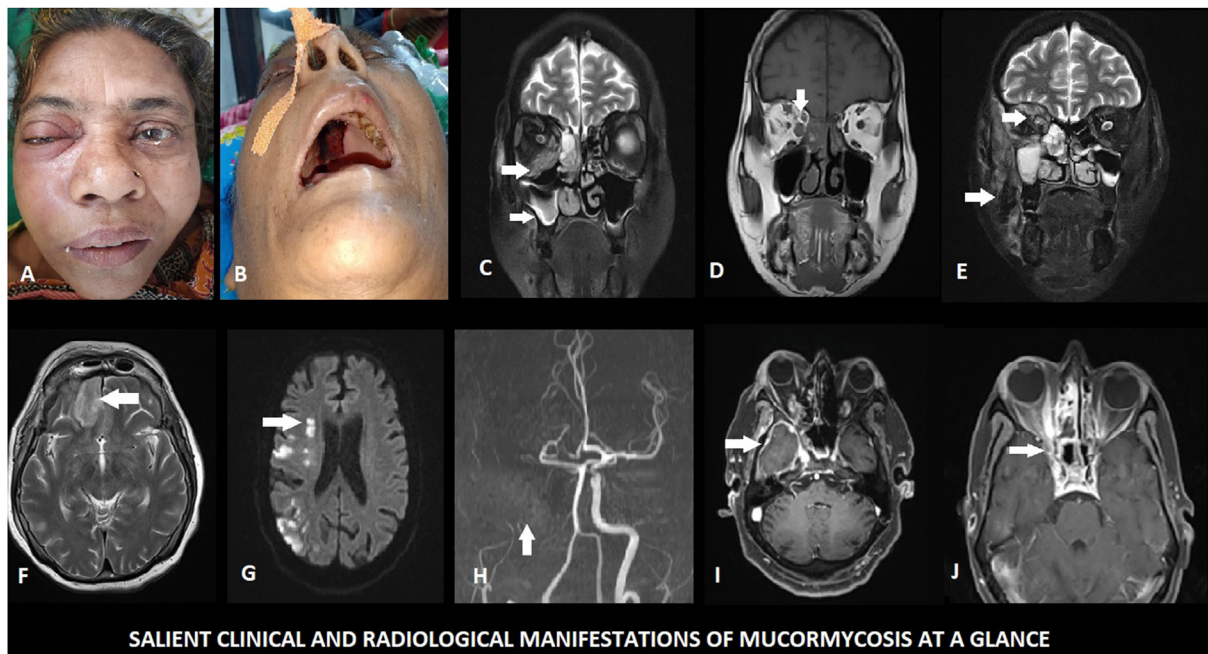 A
B
C
D
E
F
G
H
I
J
SALIENT CLINICAL AND RADIOLOGICAL MANIFESTATIONS OF MUCORMYCOSIS AT A GLANCE